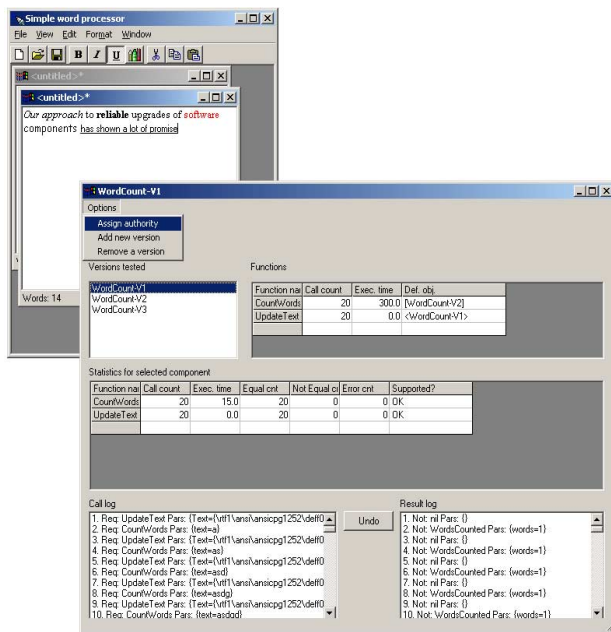 Simple word processor
File View Edit Format Window
B I U
<untitled>*
<untitled>*
Our approach to reliable upgrades of software
components has shown a lot of promise
Words: 14
WordCount-V1
Options
Assign authority
Add new version
Remove a version
Versions tested
WordCount-V1
WordCount-V2
WordCount-V3
Functions
Function nar Call count Exec. time Def. obj.
CountWords 20 300.0 [WordCount-V2]
UpdateText 20 0.0 <WordCount-V1>
Statistics for selected component
Function nar Call count Exec. time Equal cnt Not Equal cr Error cnt Supported?
CountWords 20 15.0 20 0 0 OK
UpdateText 20 0.0 20 0 0 OK
Call log
1. Req: UpdateText Pars: {Text={\rtf1\ansi\ansicpg1252\deff0
2. Req: CountWords Pars: {text=a}
3. Req: UpdateText Pars: {Text={\rtf1\ansi\ansicpg1252\deff0
4. Req: CountWords Pars: {text=as}
5. Req: UpdateText Pars: {Text={\rtf1\ansi\ansicpg1252\deff0
6. Req: CountWords Pars: {text=asd}
7. Req: UpdateText Pars: {Text={\rtf1\ansi\ansicpg1252\deff0
8. Req: CountWords Pars: {text=asdg}
9. Req: UpdateText Pars: {Text={\rtf1\ansi\ansicpg1252\deff0
10. Req: CountWords Pars: {text=asdgd}
Undo
Result log
1. Not: nil Pars: {}
2. Not: WordsCounted Pars: {words=1}
3. Not: nil Pars: {}
4. Not: WordsCounted Pars: {words=1}
5. Not: nil Pars: {}
6. Not: WordsCounted Pars: {words=1}
7. Not: nil Pars: {}
8. Not: WordsCounted Pars: {words=1}
9. Not: nil Pars: {}
10. Not: WordsCounted Pars: {words=1}